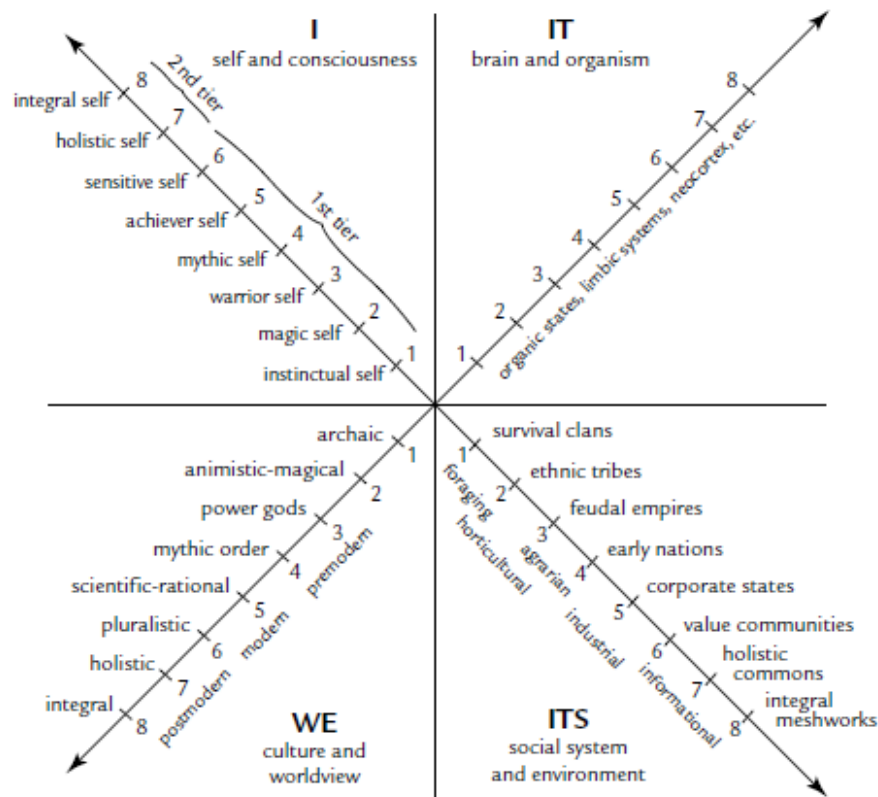 I
self and consciousness
2nd tier
1st tier
8
integral self
7
holistic self
6
sensitive self
5
achiever self
4
mythic self
3
warrior self
2
magic self
1
instinctual self
IT
brain and organism
8
7
6
5
4
3
2
1
organic states, limbic systems, neocortex, etc.
archaic
1
animistic-magical
2
power gods
3
mythic order
4
scientific-rational
5
pluralistic
6
holistic
7
integral
8
premodern
modern
postmodern
WE
culture and
worldview
survival clans
1
ethnic tribes
2
feudal empires
3
early nations
4
corporate states
5
value communities
6
holistic
commons
7
integral
meshworks
8
foraging
horticultural
agrarian
industrial
informational
ITS
social system
and environment